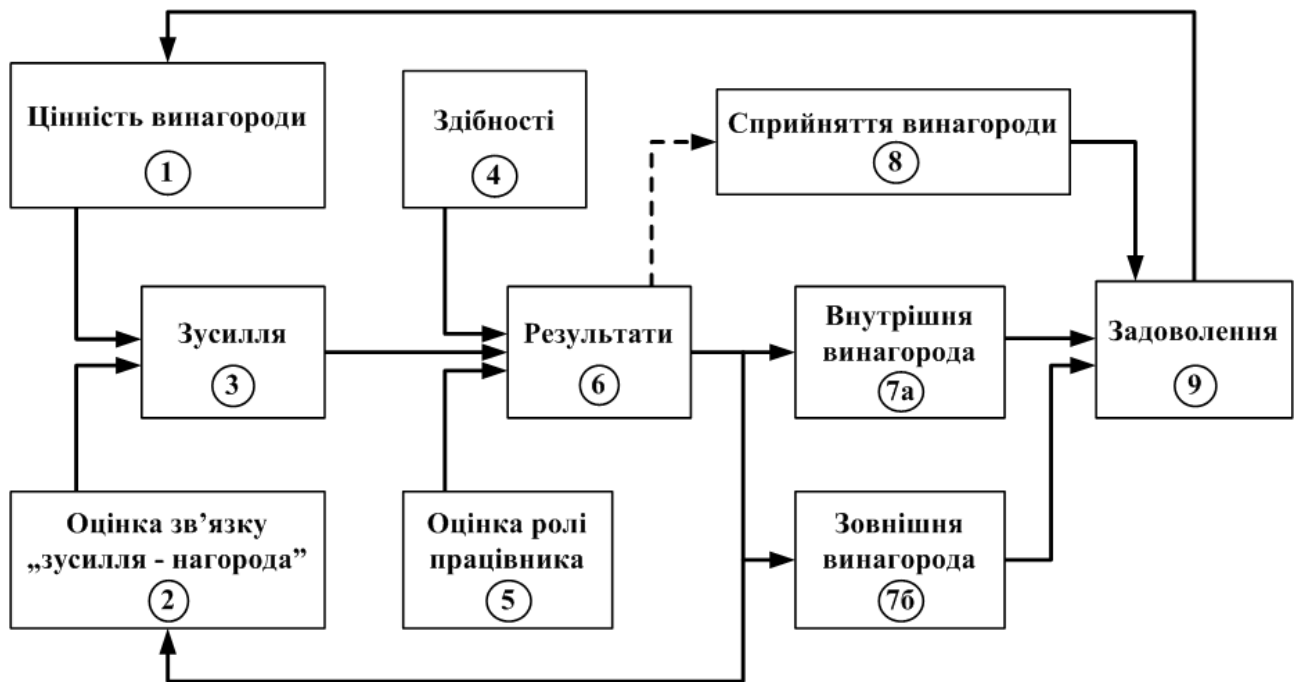 Цінність винагороди
1
Здібності
4
Сприйняття винагороди
8
Зусилля
3
Результати
6
Внутрішня
винагорода
7а
Задоволення
9
Оцінка зв’язку
„зусилля - нагорода”
2
Оцінка ролі
працівника
5
Зовнішня
винагорода
7б